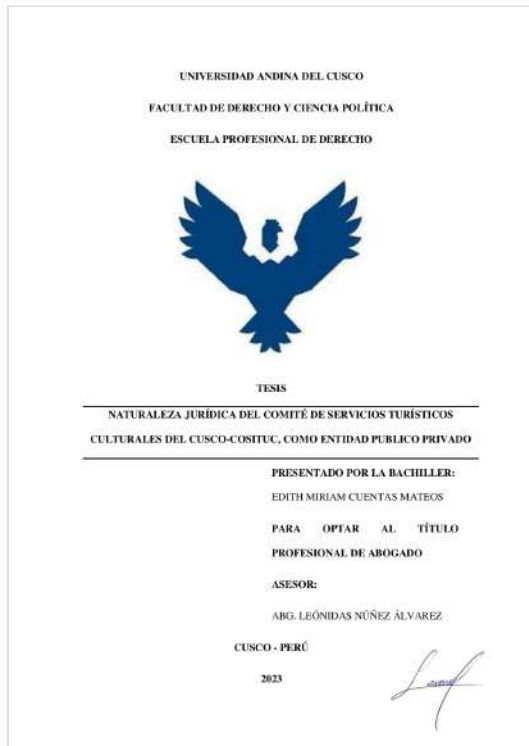 UNIVERSIDAD ANDINA DEL CUSCO
FACULTAD DE DERECHO Y CIENCIA POLÍTICA
ESCUELA PROFESIONAL DE DERECHO
TESIS
NATURALEZA JURÍDICA DEL COMITÉ DE SERVICIOS TURÍSTICOS
CULTURALES DEL CUSCO-COSITUC, COMO ENTIDAD PUBLICO PRIVADO
PRESENTADO POR LA BACHILLER:
EDITH MIRIAM CUENTAS MATEOS
PARA OPTAR AL TÍTULO
PROFESIONAL DE ABOGADO
ASESOR:
ABG. LEÓNIDAS NÚÑEZ ÁLVAREZ
CUSCO - PERÚ
2023